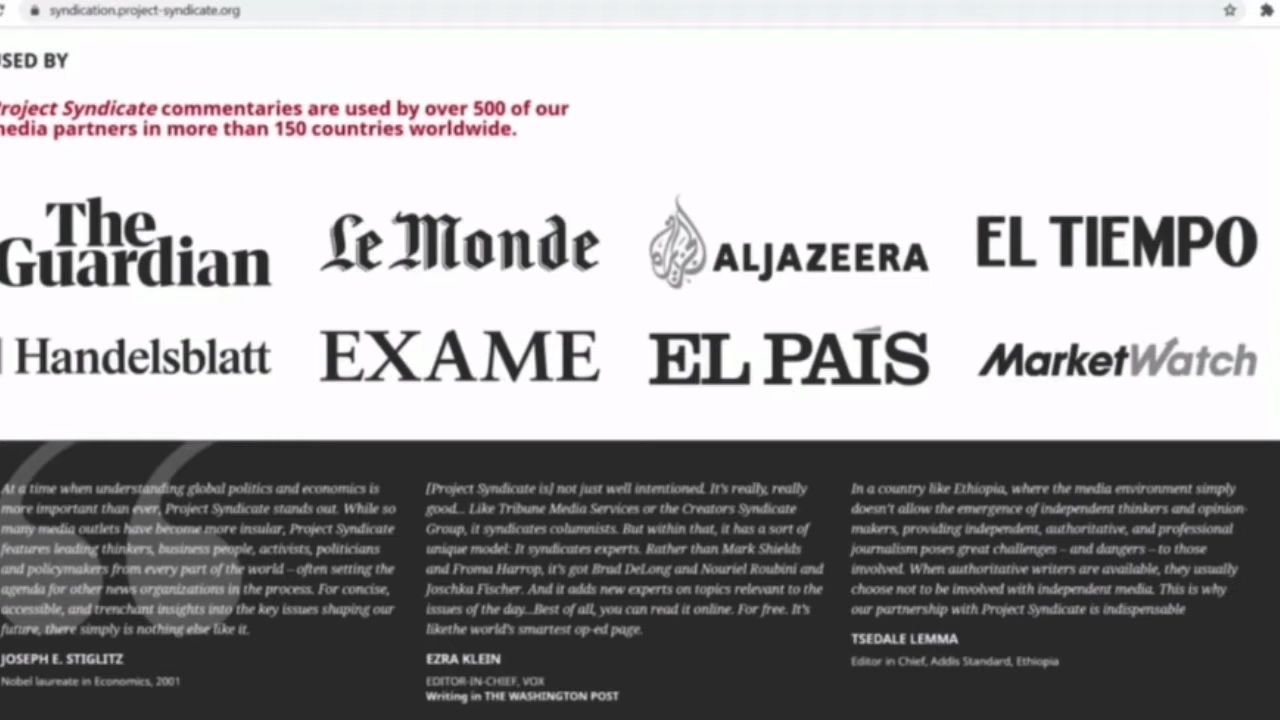 syndication.project-syndicate.org
USED BY
Project Syndicate commentaries are used by over 500 of our
media partners in more than 150 countries worldwide.
The
Guardian
Le Monde
ALJAZEERA
EL TIEMPO
Handelsblatt
EXAME
EL PAÍS
MarketWatch
At a time when understanding global politics and economics is
more important than ever, Project Syndicate stands out. While so
many media outlets have become more insular, Project Syndicate
features leading thinkers, business people, activists, politicians
and policymakers from every part of the world – often setting the
agenda for other news organizations in the process. For concise,
accessible, and trenchant insights into the key issues shaping our
future, there simply is nothing else like it.
JOSEPH E. STIGLITZ
Nobel laureate in Economics, 2001
[Project Syndicate is] not just well intentioned. It's really, really
good... Like Tribune Media Services or the Creators Syndicate
Group, it syndicates columnists. But within that, it has a sort of
unique model: It syndicates experts. Rather than Mark Shields
and Froma Harrop, it's got Brad DeLong and Nouriel Roubini and
Joschka Fischer. And it adds new experts on topics relevant to the
issues of the day...Best of all, you can read it online. For free. It's
likethe world's smartest op-ed page.
EZRA KLEIN
EDITOR-IN-CHIEF, VOX
Writing in THE WASHINGTON POST
In a country like Ethiopia, where the media environment simply
doesn't allow the emergence of independent thinkers and opinion-
makers, providing independent, authoritative, and professional
journalism poses great challenges – and dangers – to those
involved. When authoritative writers are available, they usually
choose not to be involved with independent media. This is why
our partnership with Project Syndicate is indispensable
TSEDALE LEMMA
Editor in Chief, Addis Standard, Ethiopia